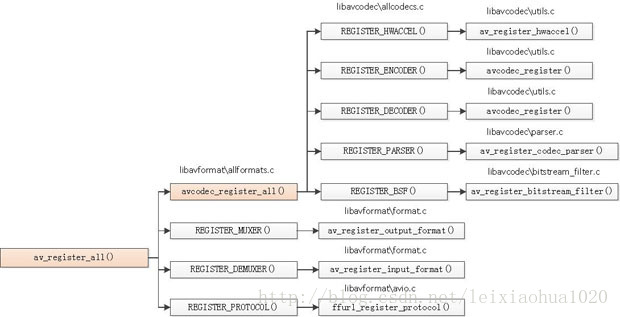 libavcodec\allcodecs.c
libavcodec\utils.c
REGISTER_HWACCEL()
av_register_hwaccel()
libavcodec\utils.c
REGISTER_ENCODER()
avcodec_register()
libavcodec\utils.c
REGISTER_DECODER()
avcodec_register()
libavcodec\parser.c
REGISTER_PARSER()
av_register_codec_parser()
libavformat\allformats.c
libavcodec\bitstream_filter.c
avcodec_register_all()
REGISTER_BSF()
av_register_bitstream_filter()
libavformat\format.c
REGISTER_MUXER()
av_register_output_format()
libavformat\format.c
av_register_all()
REGISTER_DEMUXER()
av_register_input_format()
libavformat\avio.c
REGISTER_PROTOCOL()
ffurl_register_protocol()
http://blog.csdn.net/leixiaohua1020